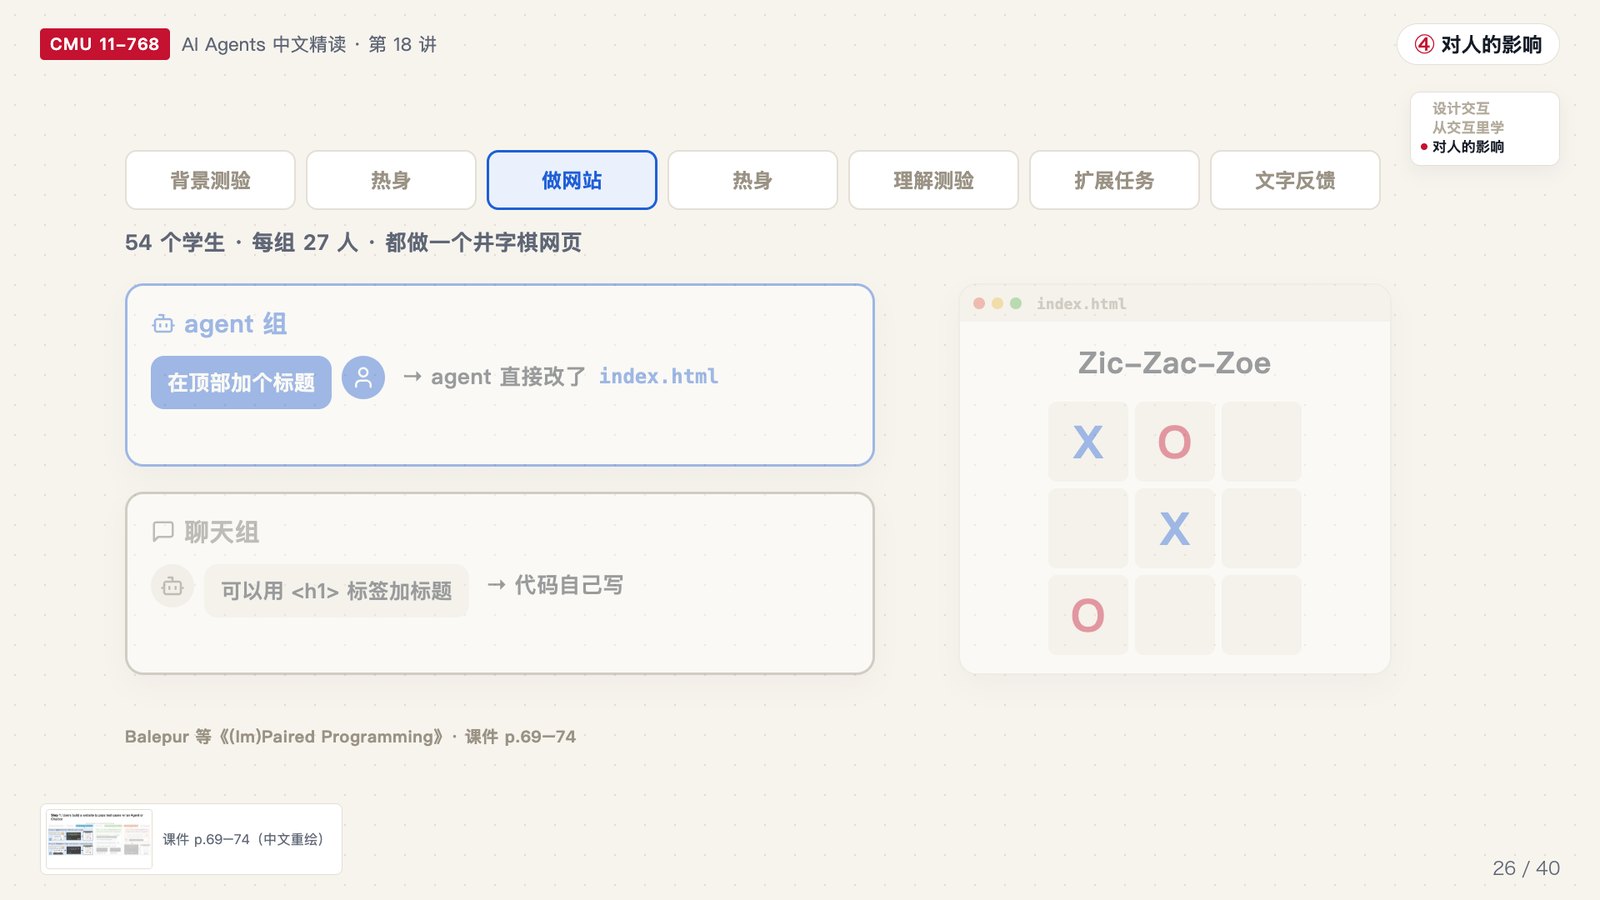 CMU 11-768 AI Agents 中文精读 · 第 18 讲
④ 对人的影响
设计交互
从交互里学
对人的影响
背景测验 热身 做网站 热身 理解测验 扩展任务 文字反馈
54 个学生 · 每组 27 人 · 都做一个井字棋网页
agent 组
在顶部加个标题 → agent 直接改了 index.html
聊天组
可以用 <h1> 标签加标题 → 代码自己写
index.html
Zic-Zac-Zoe
X O
X
O
Balepur 等《(Im)Paired Programming》· 课件 p.69—74
课件 p.69—74（中文重绘）
26 / 40